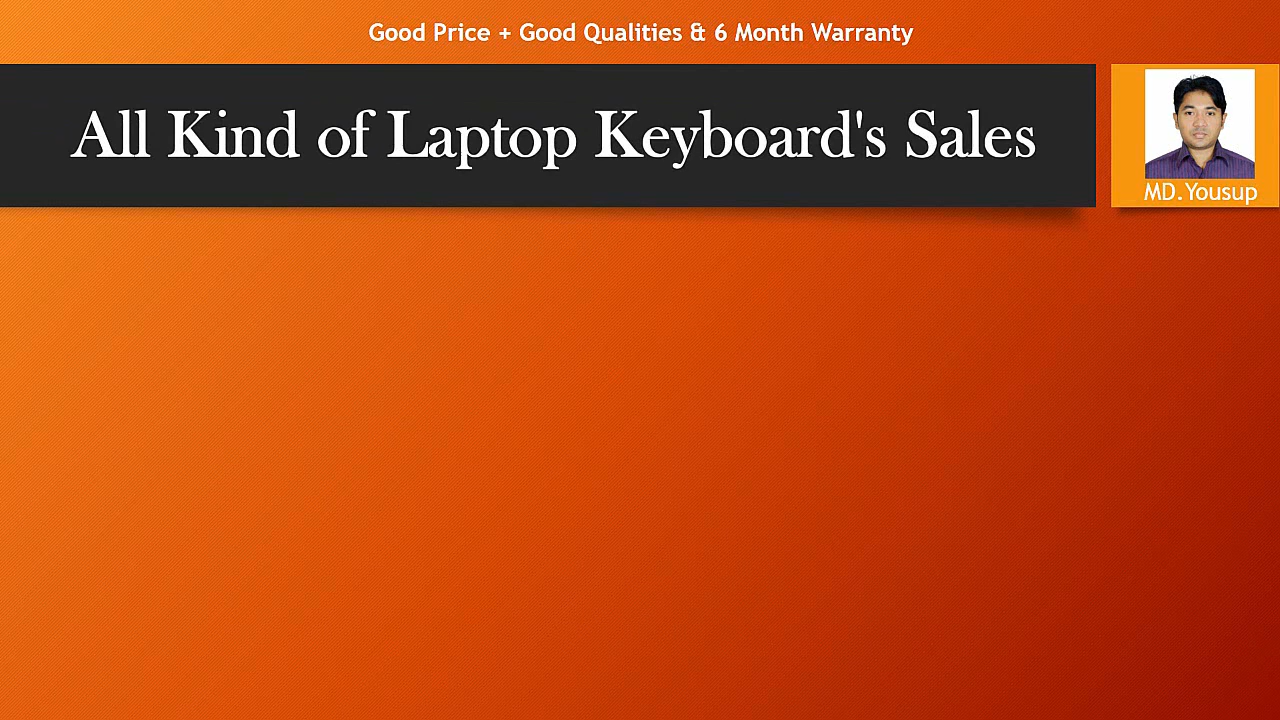 Good Price + Good Qualities & 6 Month Warranty
All Kind of Laptop Keyboard's Sales
MD.Yousup